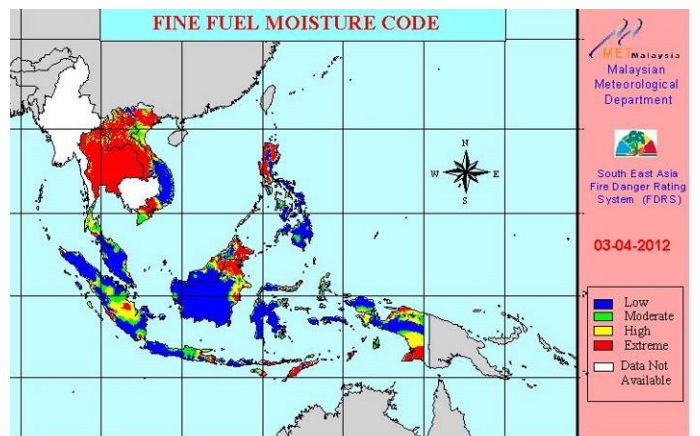 FINE FUEL MOISTURE CODE
MET Malaysia
Malaysian
Meteorological
Department
N
W E
S
South East Asia
Fire Danger Rating
System (FDRS)
03-04-2012
Low
Moderate
High
Extreme
Data Not
Available